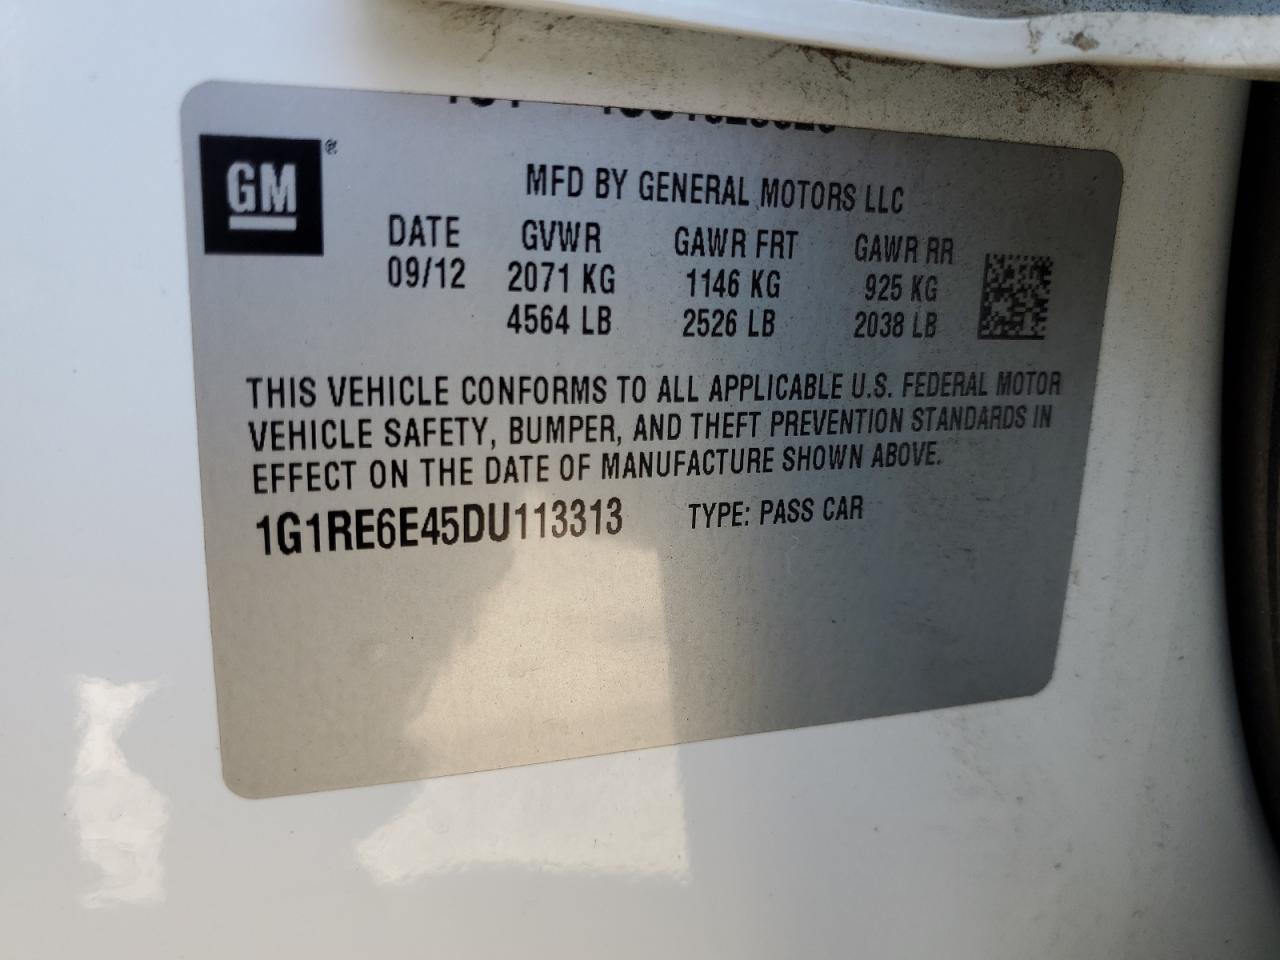 GM®
MFD BY GENERAL MOTORS LLC
DATE GVWR GAWR FRT GAWR RR
09/12 2071 KG 1146 KG 925 KG
4564 LB 2526 LB 2038 LB
THIS VEHICLE CONFORMS TO ALL APPLICABLE U.S. FEDERAL MOTOR
VEHICLE SAFETY, BUMPER, AND THEFT PREVENTION STANDARDS IN
EFFECT ON THE DATE OF MANUFACTURE SHOWN ABOVE.
1G1RE6E45DU113313 TYPE: PASS CAR